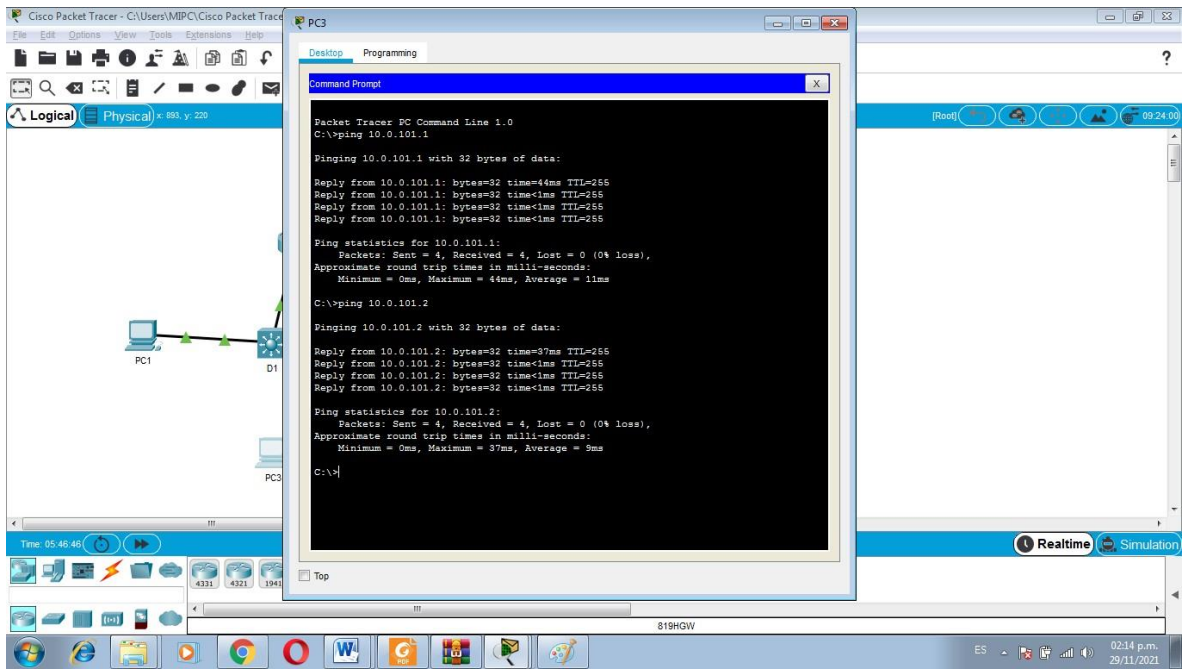 Cisco Packet Tracer - C:\Users\MIPC\Cisco Packet Trace
File Edit Options View Tools Extensions Help
Logical Physical x: 893, y: 220
[Root] 09:24:00
PC1
D1
PC3
PC3
Desktop Programming
Command Prompt X
Packet Tracer PC Command Line 1.0
C:\>ping 10.0.101.1
Pinging 10.0.101.1 with 32 bytes of data:
Reply from 10.0.101.1: bytes=32 time=44ms TTL=255
Reply from 10.0.101.1: bytes=32 time<1ms TTL=255
Reply from 10.0.101.1: bytes=32 time<1ms TTL=255
Reply from 10.0.101.1: bytes=32 time<1ms TTL=255
Ping statistics for 10.0.101.1:
Packets: Sent = 4, Received = 4, Lost = 0 (0% loss),
Approximate round trip times in milli-seconds:
Minimum = 0ms, Maximum = 44ms, Average = 11ms
C:\>ping 10.0.101.2
Pinging 10.0.101.2 with 32 bytes of data:
Reply from 10.0.101.2: bytes=32 time=37ms TTL=255
Reply from 10.0.101.2: bytes=32 time<1ms TTL=255
Reply from 10.0.101.2: bytes=32 time<1ms TTL=255
Reply from 10.0.101.2: bytes=32 time<1ms TTL=255
Ping statistics for 10.0.101.2:
Packets: Sent = 4, Received = 4, Lost = 0 (0% loss),
Approximate round trip times in milli-seconds:
Minimum = 0ms, Maximum = 37ms, Average = 9ms
C:\>
Top
Time: 05:46:46
Realtime Simulation
4331 4321 1941
819HGW
ES 02:14 p.m.
29/11/2021